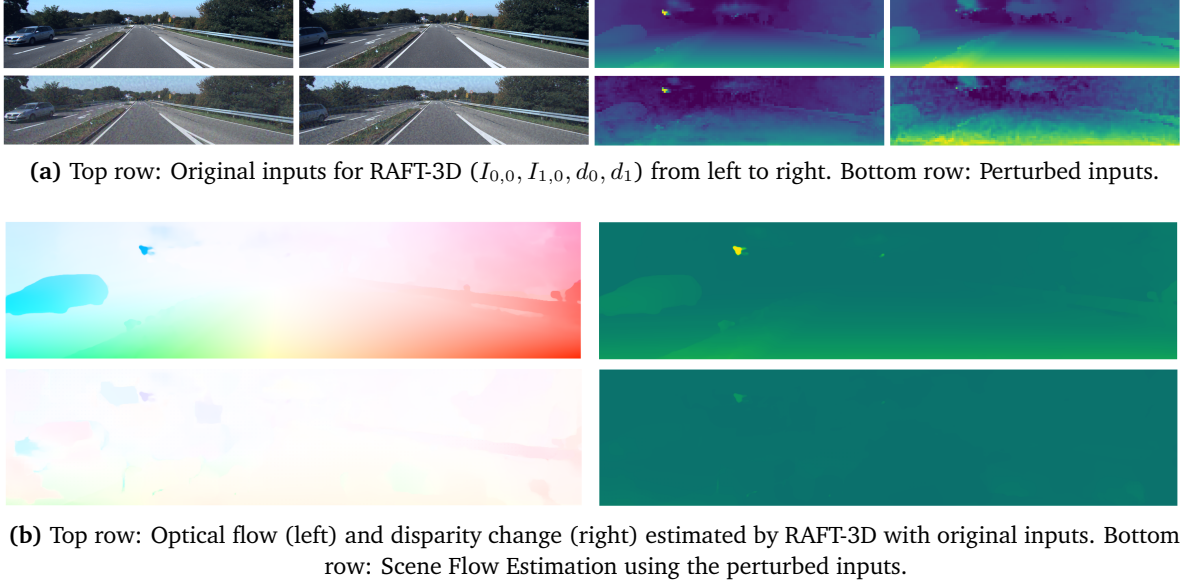 (a) Top row: Original inputs for RAFT-3D (I₀,₀, I₁,₀, d₀, d₁) from left to right. Bottom row: Perturbed inputs.
(b) Top row: Optical flow (left) and disparity change (right) estimated by RAFT-3D with original inputs. Bottom
row: Scene Flow Estimation using the perturbed inputs.